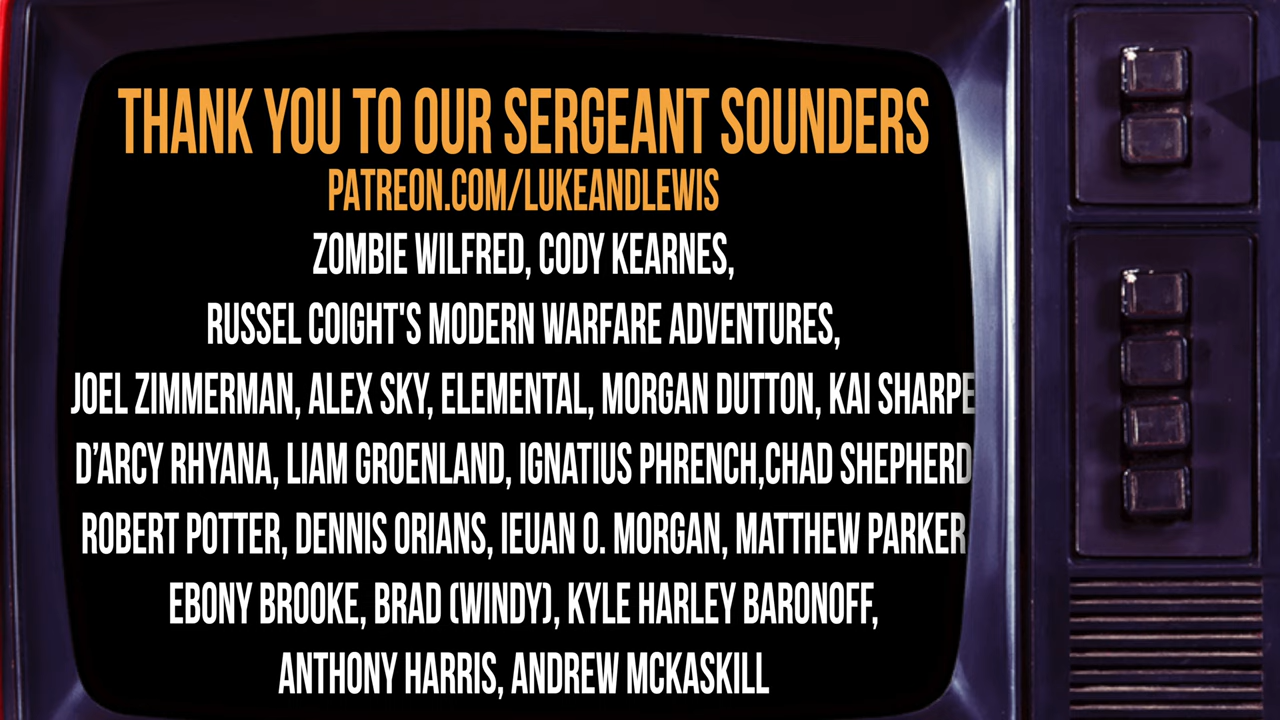 THANK YOU TO OUR SERGEANT SOUNDERS
PATREON.COM/LUKEANDLEWIS
ZOMBIE WILFRED, CODY KEARNES,
RUSSEL COIGHT'S MODERN WARFARE ADVENTURES,
JOEL ZIMMERMAN, ALEX SKY, ELEMENTAL, MORGAN DUTTON, KAI SHARPE
D’ARCY RHYANA, LIAM GROENLAND, IGNATIUS PHRENCH,CHAD SHEPHERD
ROBERT POTTER, DENNIS ORIANS, IEUAN O. MORGAN, MATTHEW PARKER
EBONY BROOKE, BRAD (WINDY), KYLE HARLEY BARONOFF,
ANTHONY HARRIS, ANDREW MCKASKILL